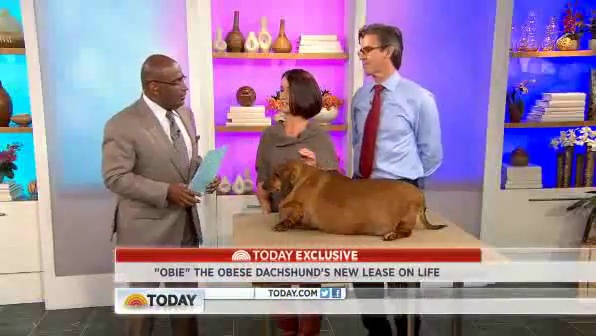 TODAY EXCLUSIVE
"OBIE" THE OBESE DACHSHUND'S NEW LEASE ON LIFE
TODAY
TODAY.COM